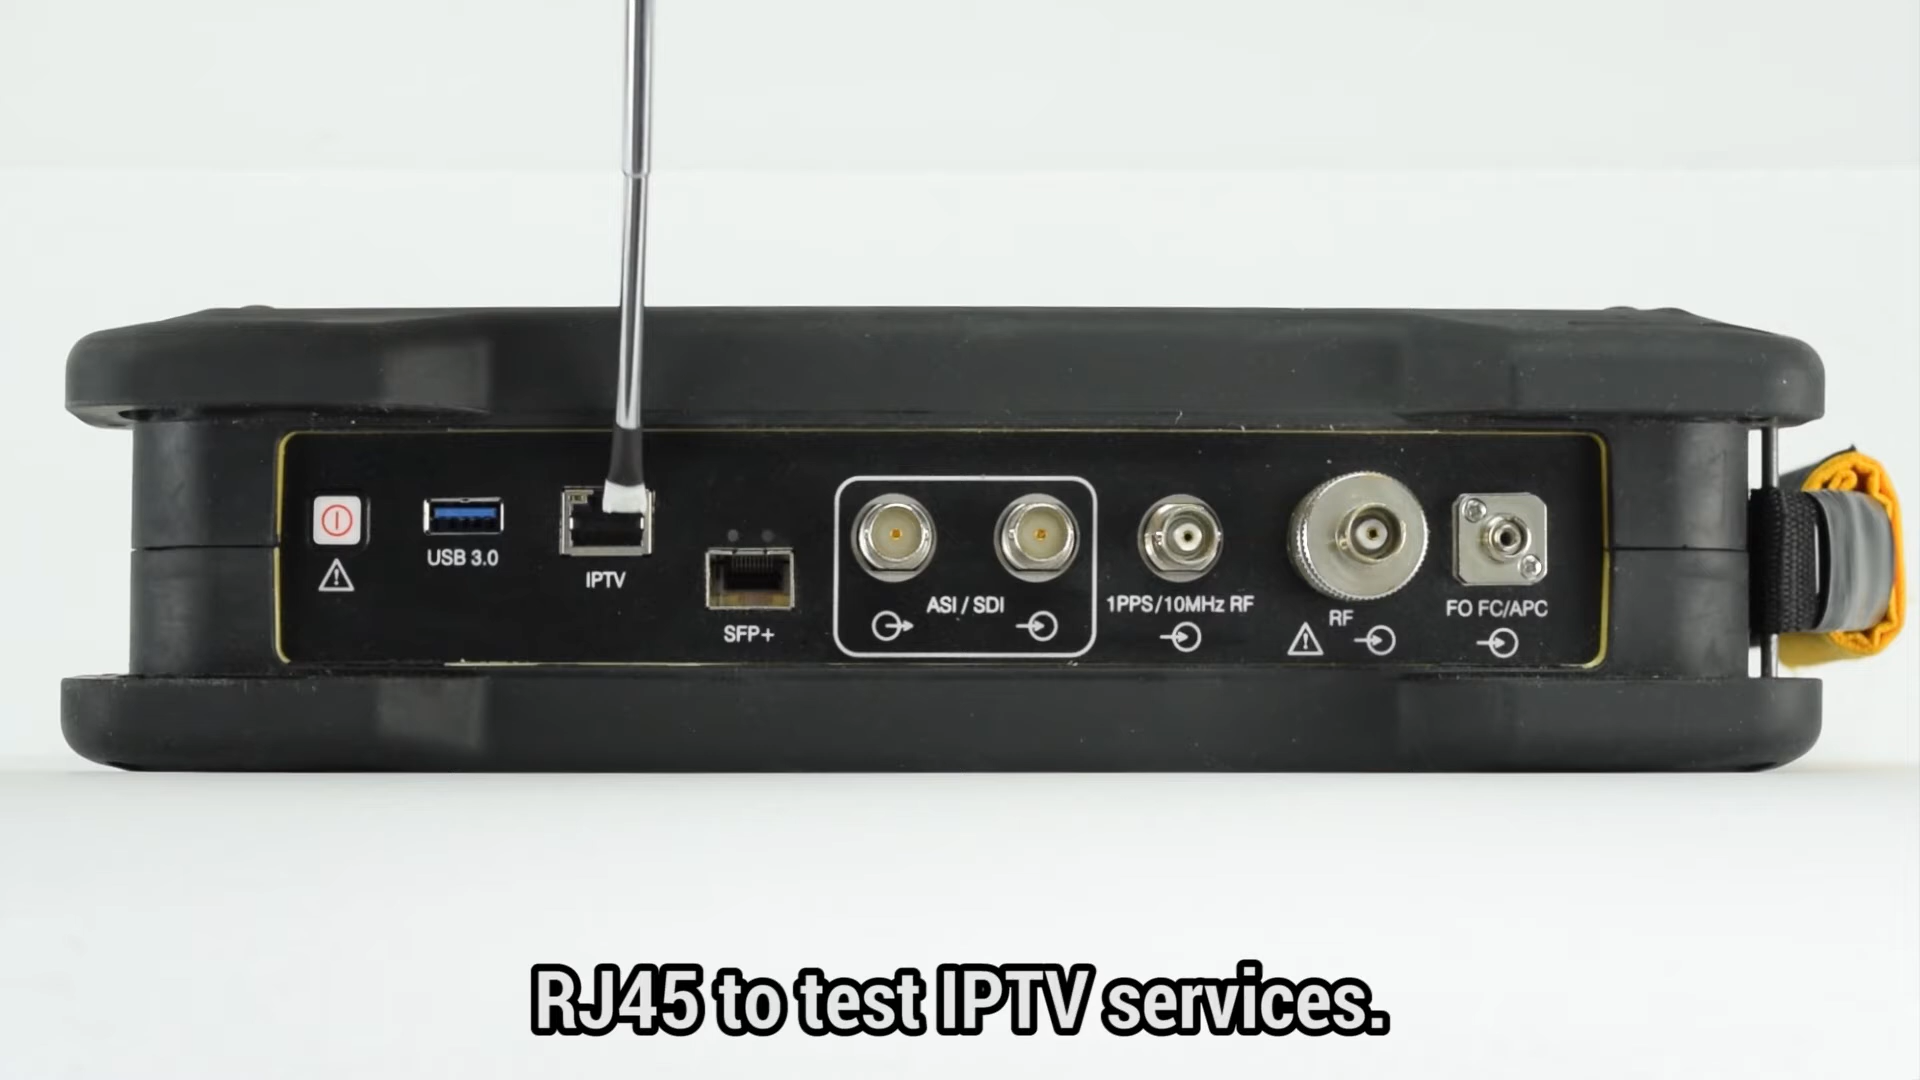 USB 3.0
IPTV
SFP+
ASI / SDI
1PPS/10MHz RF
RF
FO FC/APC
RJ45 to test IPTV services.